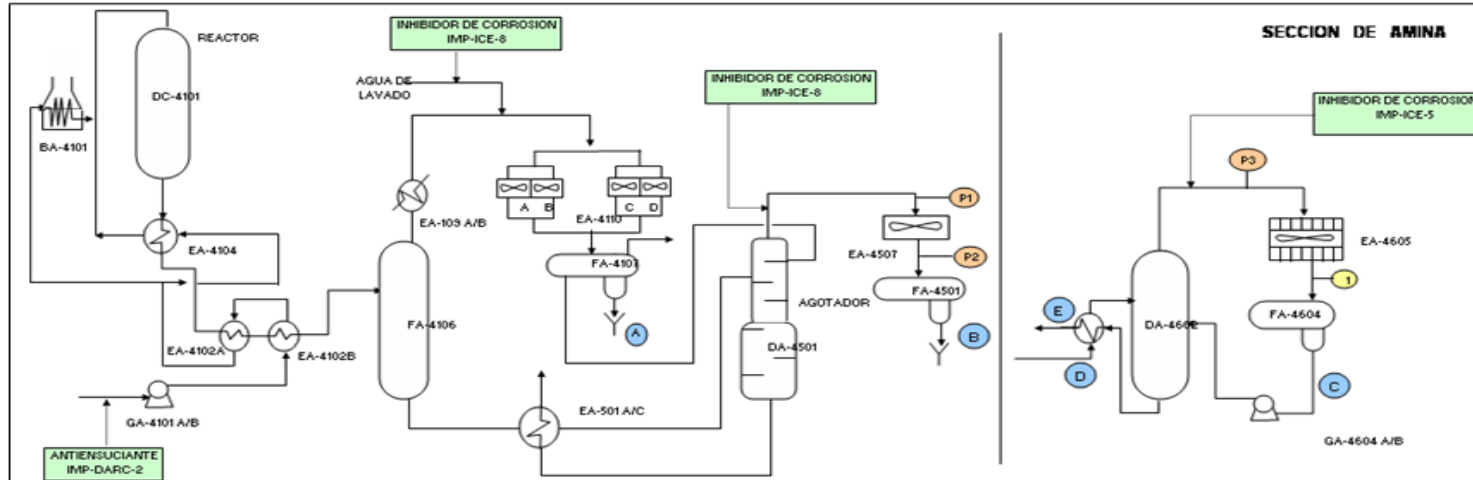 INHIBIDOR DE CORROSION
IMP-ICE-8
REACTOR
DC-4101
BA-4101
AGUA DE
LAVADO
EA-4104
EA-109 A/B
A B
C D
EA-4110
FA-4107
A
EA-4102A
EA-4102B
FA-4106
GA-4101 A/B
ANTIENSUCIANTE
IMP-DARC-2
EA-501 A/C
INHIBIDOR DE CORROSION
IMP-ICE-8
P1
EA-4507
P2
FA-4501
B
AGOTADOR
DA-4501
SECCION DE AMINA
INHIBIDOR DE CORROSION
IMP-ICE-5
P3
EA-4605
1
FA-4604
E
D
DA-4602
C
GA-4604 A/B